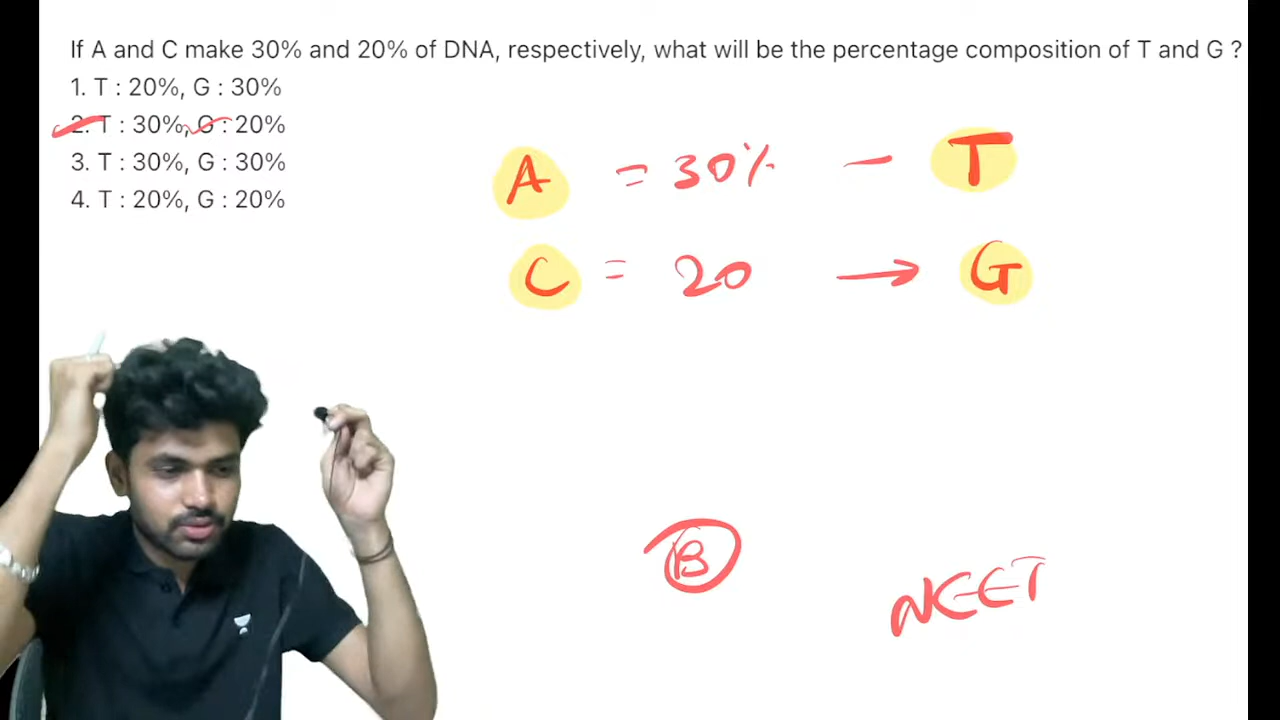 If A and C make 30% and 20% of DNA, respectively, what will be the percentage composition of T and G ?
1. T : 20%, G : 30%
2. T : 30%, G : 20%
3. T : 30%, G : 30%
4. T : 20%, G : 20%
A = 30% — T
C = 20 → G
B
NEET